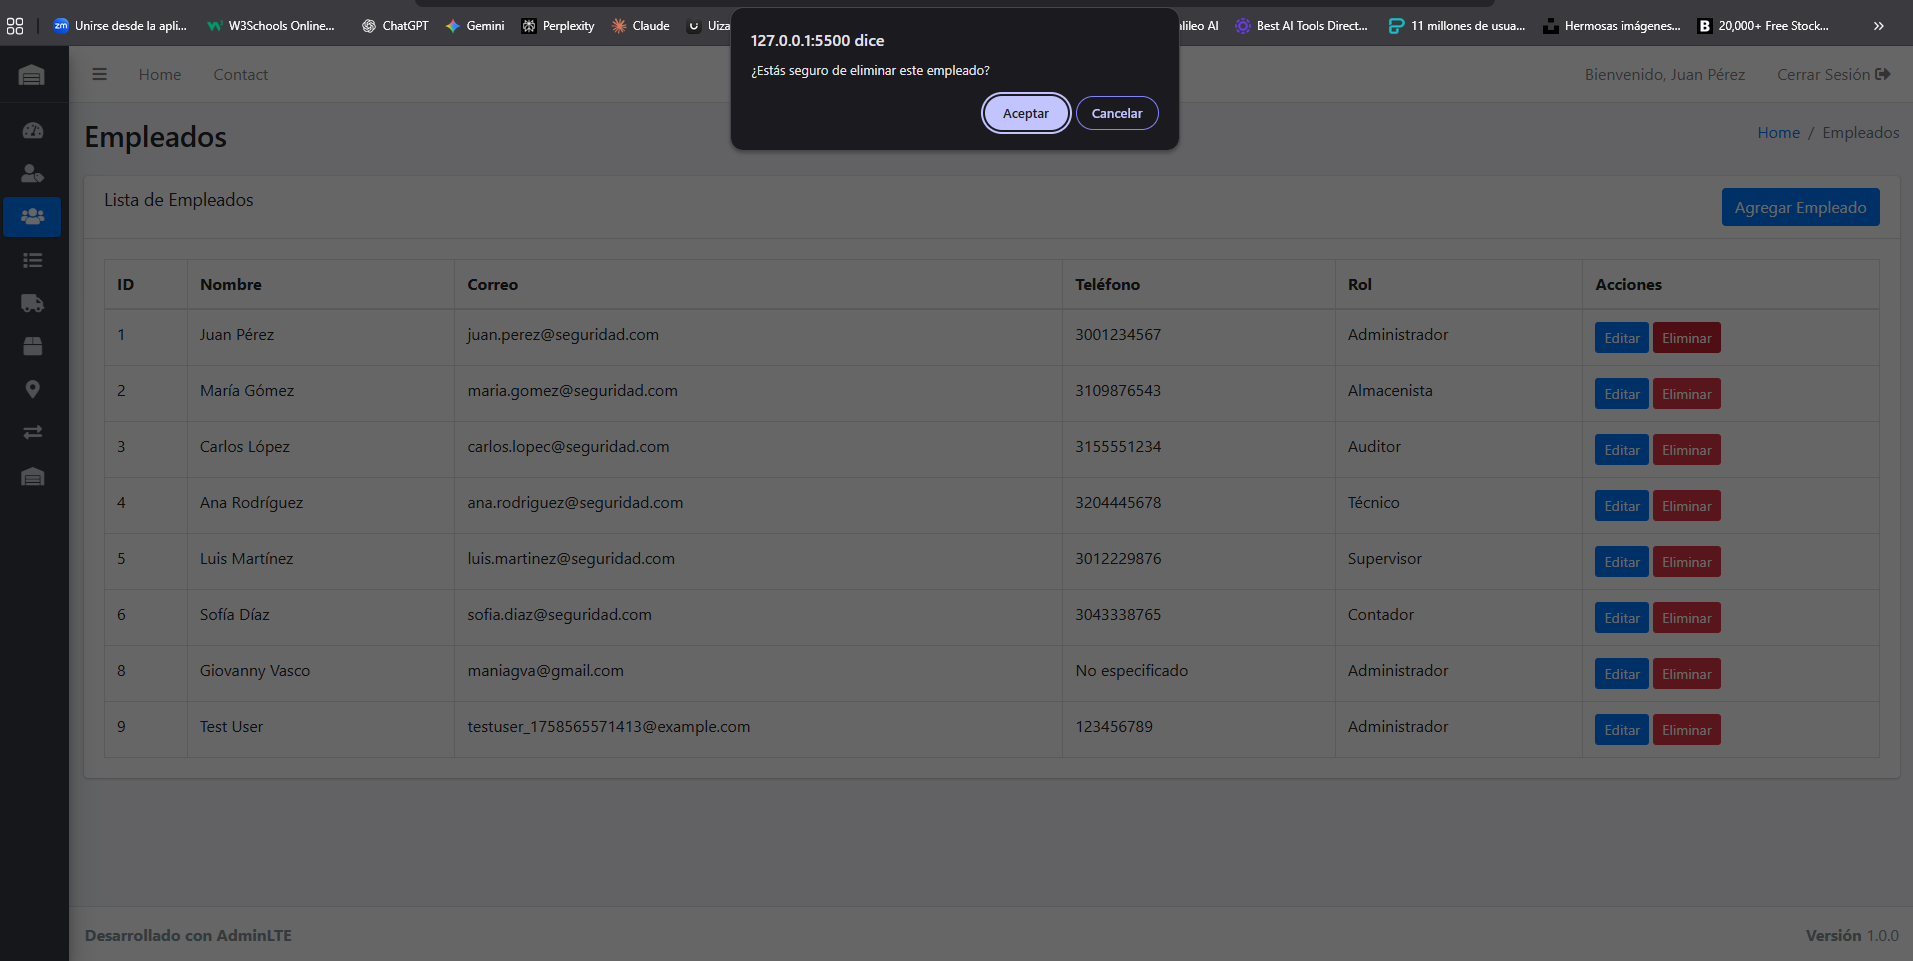 Unirse desde la apli... W3Schools Online... ChatGPT Gemini Perplexity Claude Best AI Tools Direct... 11 millones de usua... Hermosas imágenes... 20,000+ Free Stock...
127.0.0.1:5500 dice
¿Estás seguro de eliminar este empleado?
Aceptar Cancelar
Home Contact Bienvenido, Juan Pérez Cerrar Sesión
Empleados Home / Empleados
Lista de Empleados Agregar Empleado
ID Nombre Correo Teléfono Rol Acciones
1 Juan Pérez juan.perez@seguridad.com 3001234567 Administrador Editar Eliminar
2 María Gómez maria.gomez@seguridad.com 3109876543 Almacenista Editar Eliminar
3 Carlos López carlos.lopec@seguridad.com 3155551234 Auditor Editar Eliminar
4 Ana Rodríguez ana.rodriguez@seguridad.com 3204445678 Técnico Editar Eliminar
5 Luis Martínez luis.martinez@seguridad.com 3012229876 Supervisor Editar Eliminar
6 Sofía Díaz sofia.diaz@seguridad.com 3043338765 Contador Editar Eliminar
8 Giovanny Vasco maniagva@gmail.com No especificado Administrador Editar Eliminar
9 Test User testuser_1758565571413@example.com 123456789 Administrador Editar Eliminar
Desarrollado con AdminLTE Versión 1.0.0